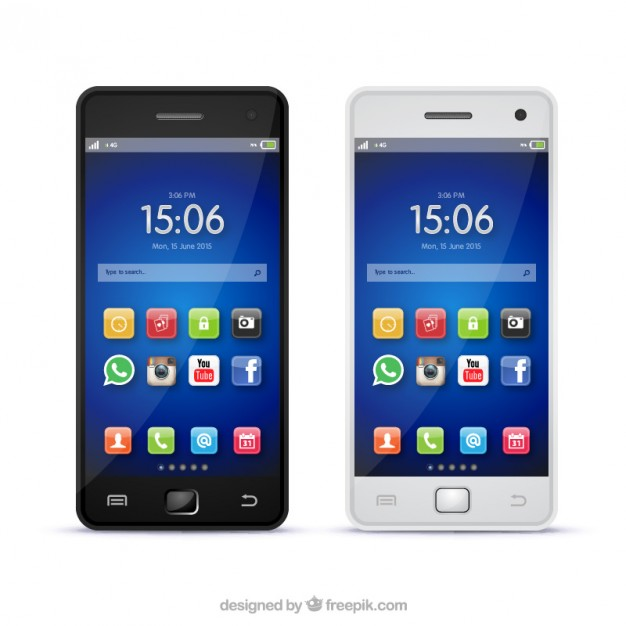 4G
3:06 PM
15:06
Mon, 15 June 2015
Type to search...
You
Tube
f
@
31
4G
3:06 PM
15:06
Mon, 15 June 2015
Type to search...
You
Tube
f
@
31
designed by freepik.com